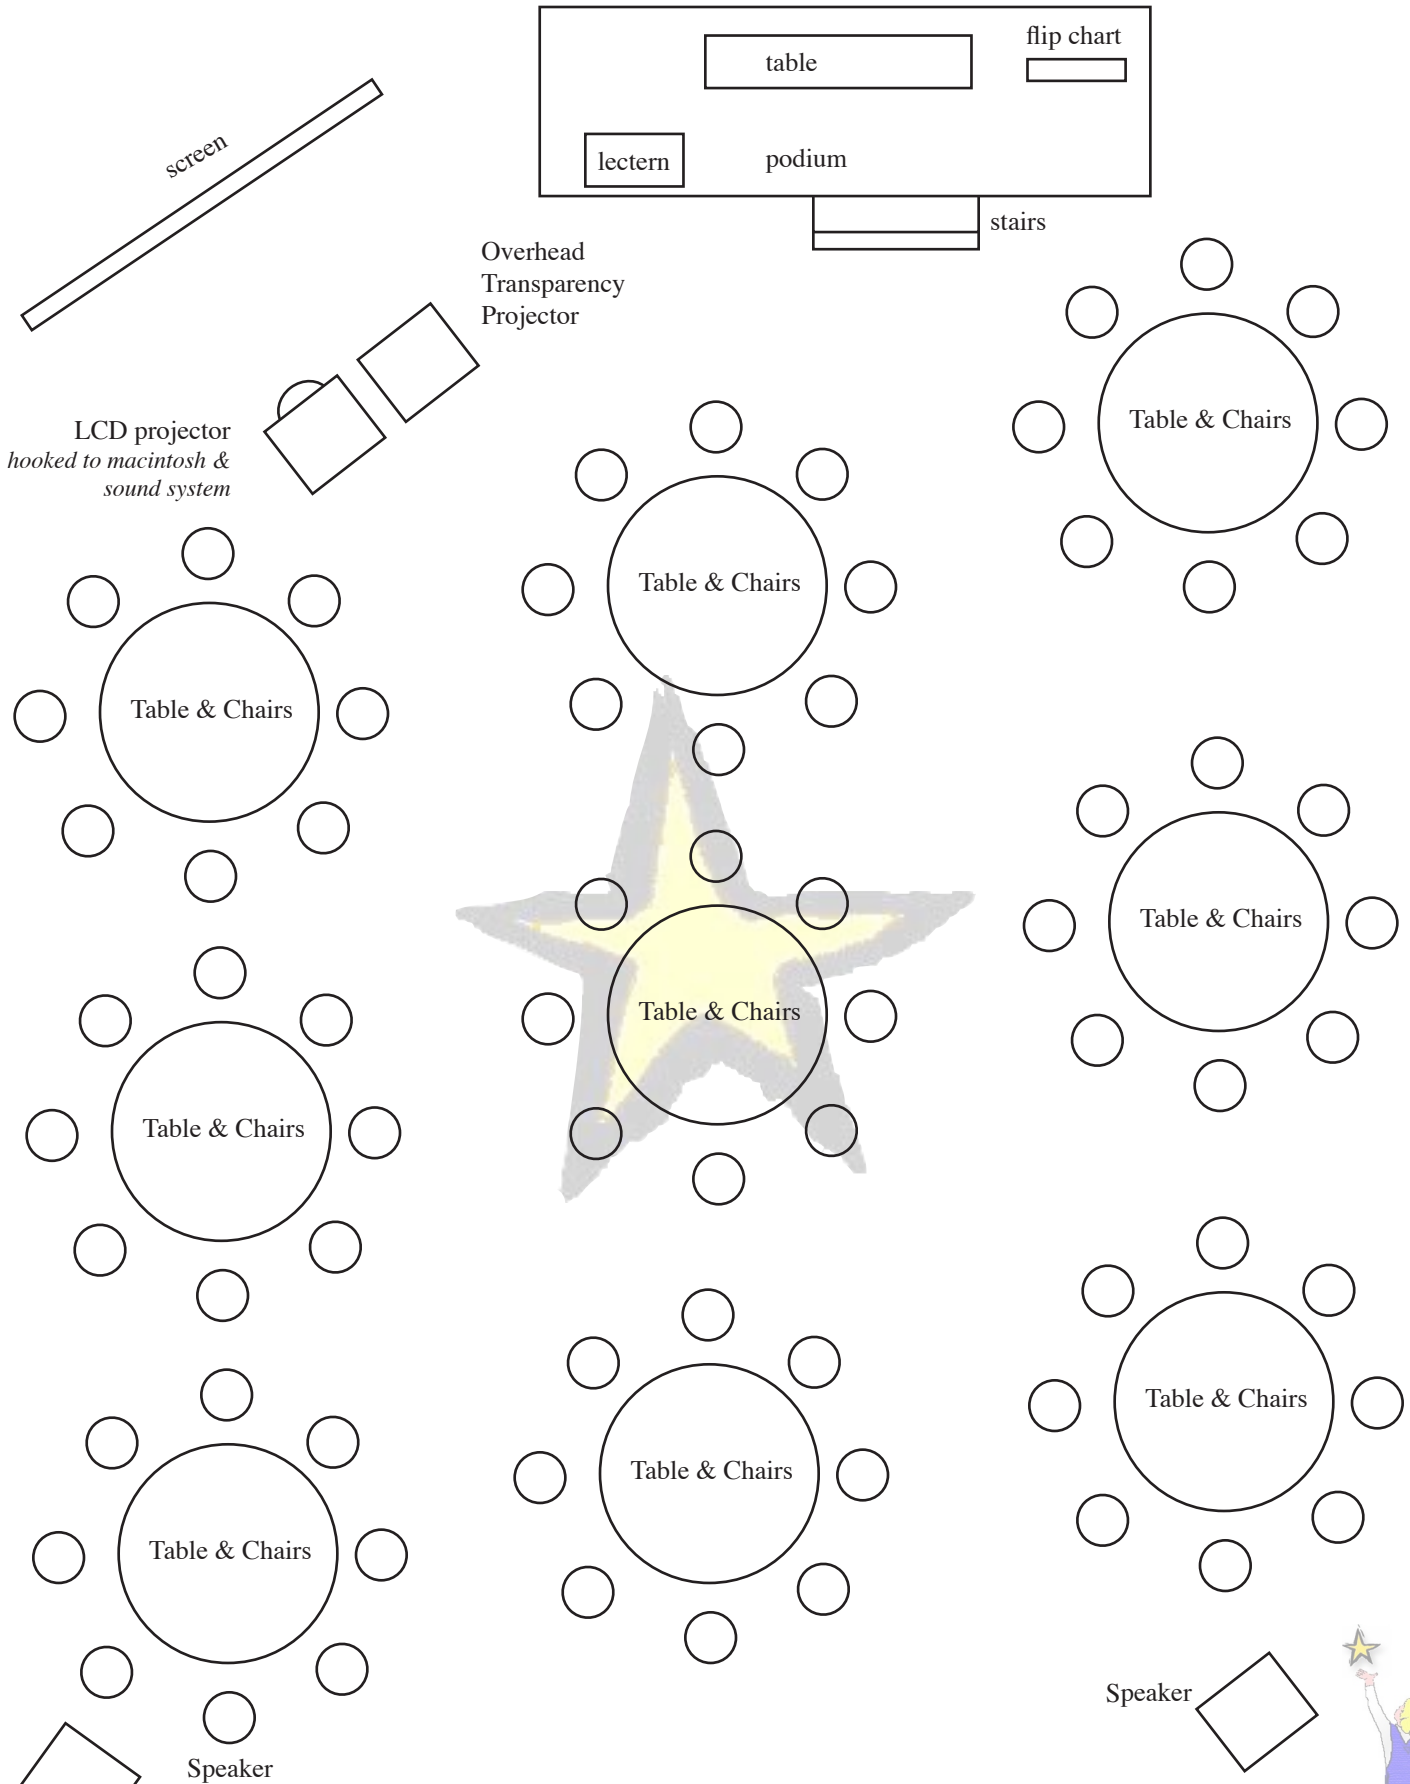 flip chart
table
screen
lectern
podium
stairs
Overhead
Transparency
Projector
LCD projector
hooked to macintosh &
sound system
Table & Chairs
Table & Chairs
Table & Chairs
Table & Chairs
Table & Chairs
Table & Chairs
Table & Chairs
Table & Chairs
Table & Chairs
Speaker
Speaker